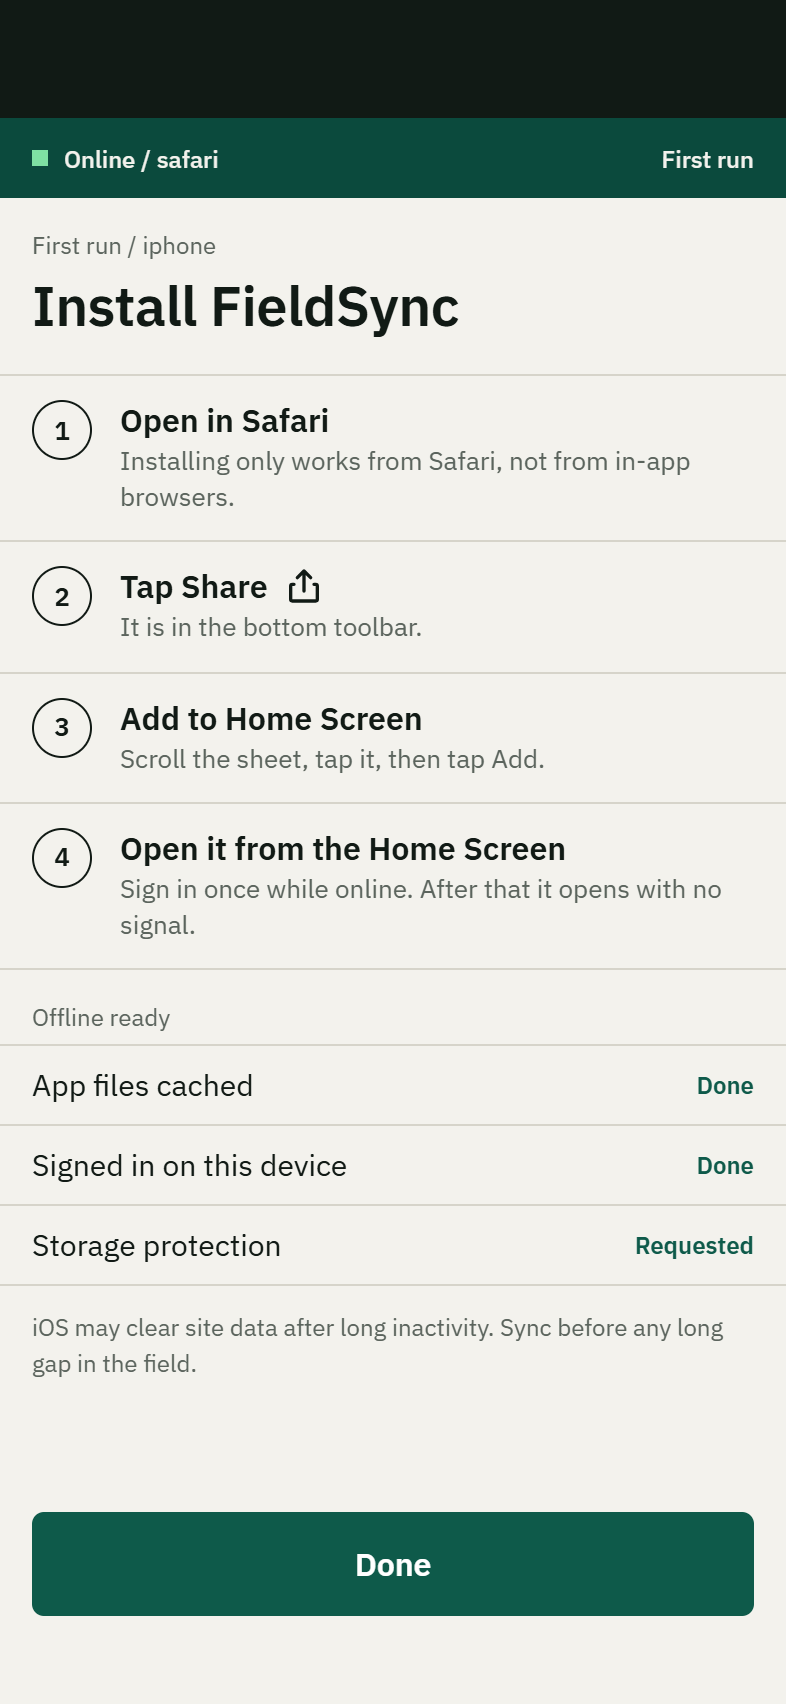 Online / safari
First run
First run / iphone
Install FieldSync
1
Open in Safari
Installing only works from Safari, not from in-app
browsers.
2
Tap Share
It is in the bottom toolbar.
3
Add to Home Screen
Scroll the sheet, tap it, then tap Add.
4
Open it from the Home Screen
Sign in once while online. After that it opens with no
signal.
Offline ready
App files cached
Done
Signed in on this device
Done
Storage protection
Requested
iOS may clear site data after long inactivity. Sync before any long
gap in the field.
Done